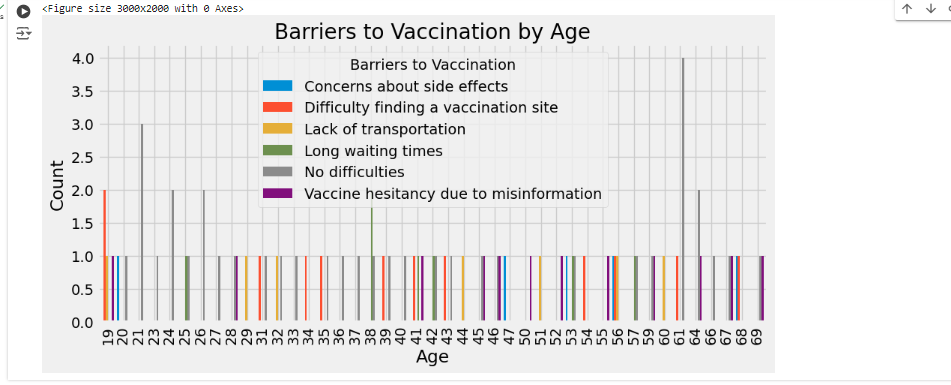 <Figure size 3000x2000 with 0 Axes>
Barriers to Vaccination by Age
Barriers to Vaccination
Concerns about side effects
Difficulty finding a vaccination site
Lack of transportation
Long waiting times
No difficulties
Vaccine hesitancy due to misinformation
Count
4.0
3.5
3.0
2.5
2.0
1.5
1.0
0.5
0.0
19 20 21 23 24 25 26 27 28 29 31 32 33 34 35 36 37 38 39 40 41 42 43 44 45 46 47 50 51 52 53 54 55 56 57 59 60 61 64 66 67 68 69
Age